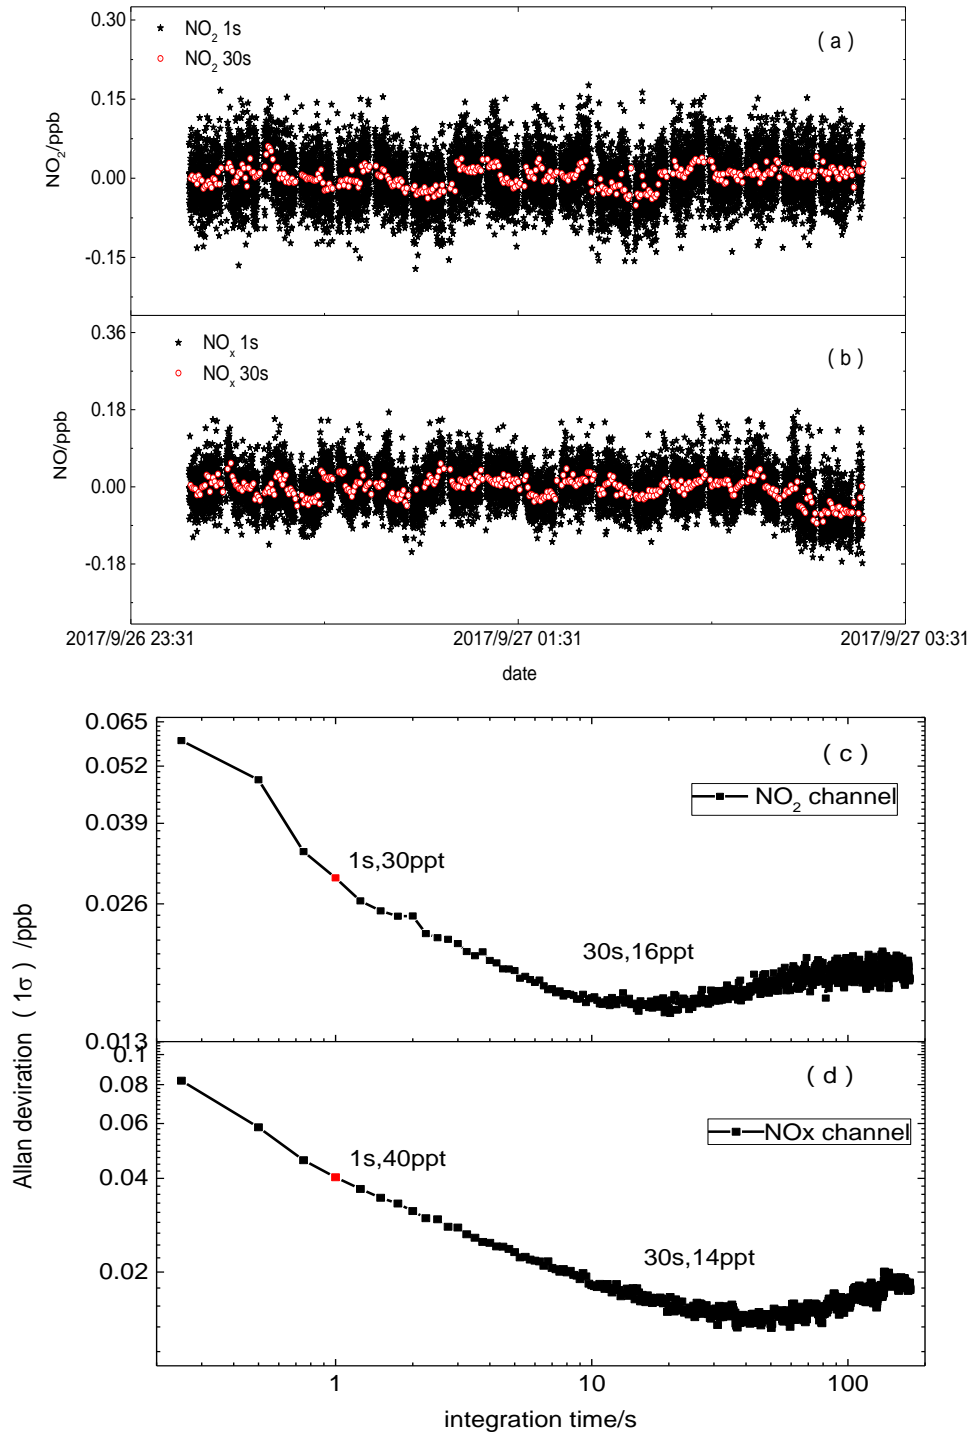 0.30
NO2 1s
NO2 30s
( a )
0.15
0.00
-0.15
NO2/ppb
0.36
NOx 1s
NOx 30s
( b )
0.18
0.00
-0.18
NO/ppb
2017/9/26 23:31
2017/9/27 01:31
2017/9/27 03:31
date
0.065
( c )
0.052
NO2 channel
0.039
1s,30ppt
0.026
30s,16ppt
0.013
Allan deviration ( 1σ ) /ppb
0.1
( d )
0.08
0.06
NOx channel
1s,40ppt
0.04
30s,14ppt
0.02
1
10
100
integration time/s